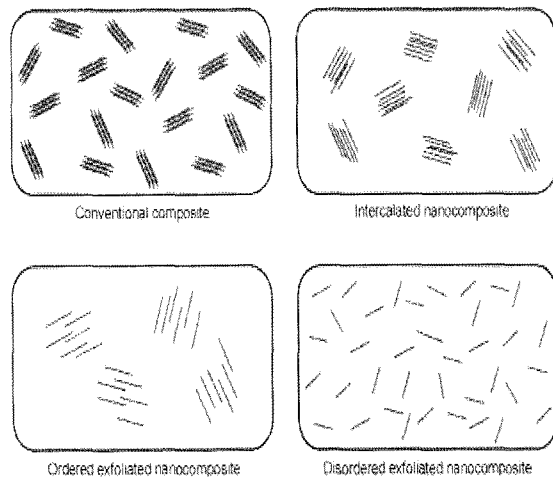 Conventional composite
Intercalated nanocomposite
Ordered exfoliated nanocomposite
Disordered exfoliated nanocomposite